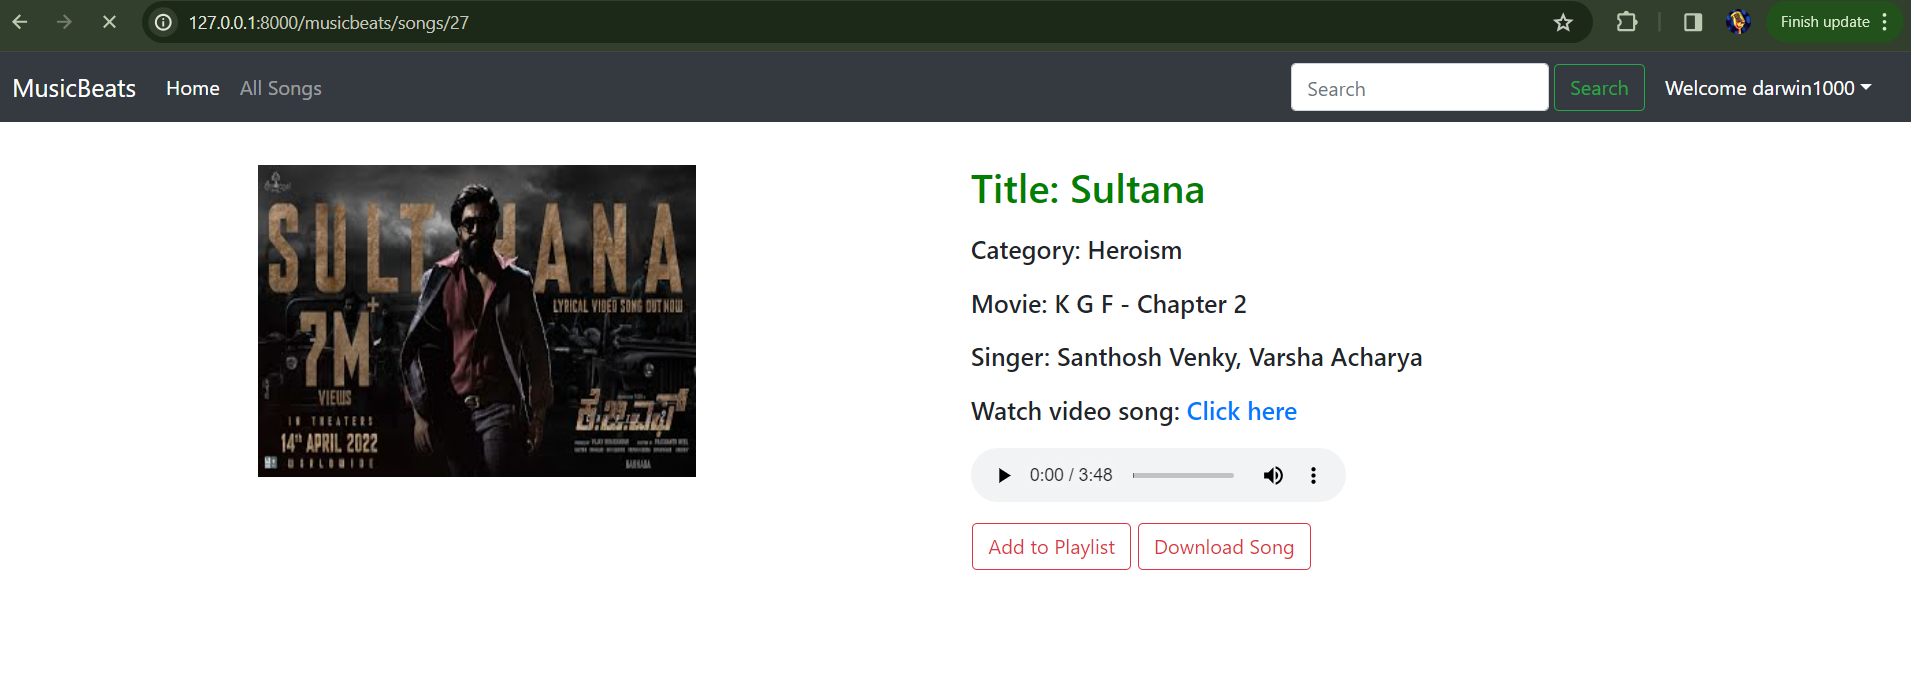 127.0.0.1:8000/musicbeats/songs/27
Finish update
MusicBeats Home All Songs
Search Search Welcome darwin1000
SULTHANA
LYRICAL VIDEO SONG OUT NOW
7M+
VIEWS
IN THEATERS
14th APRIL 2022
WORLDWIDE
ಕೆ.ಜಿ.ಎಫ್
KANNADA
Title: Sultana
Category: Heroism
Movie: K G F - Chapter 2
Singer: Santhosh Venky, Varsha Acharya
Watch video song: Click here
0:00 / 3:48
Add to Playlist Download Song